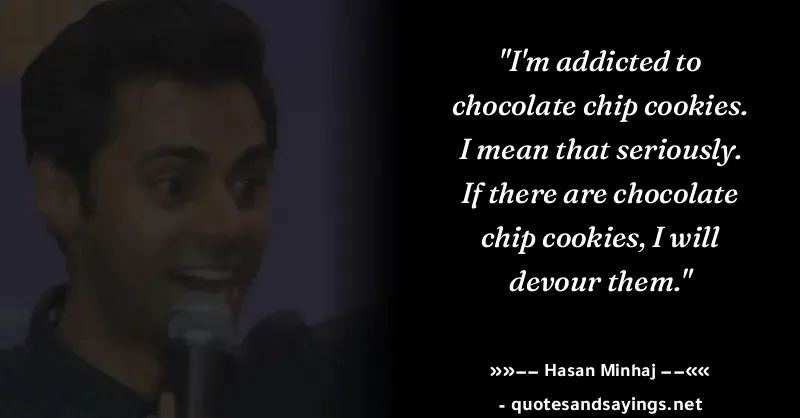 "I'm addicted to
chocolate chip cookies.
I mean that seriously.
If there are chocolate
chip cookies, I will
devour them."
»»−− Hasan Minhaj −−««
- quotesandsayings.net